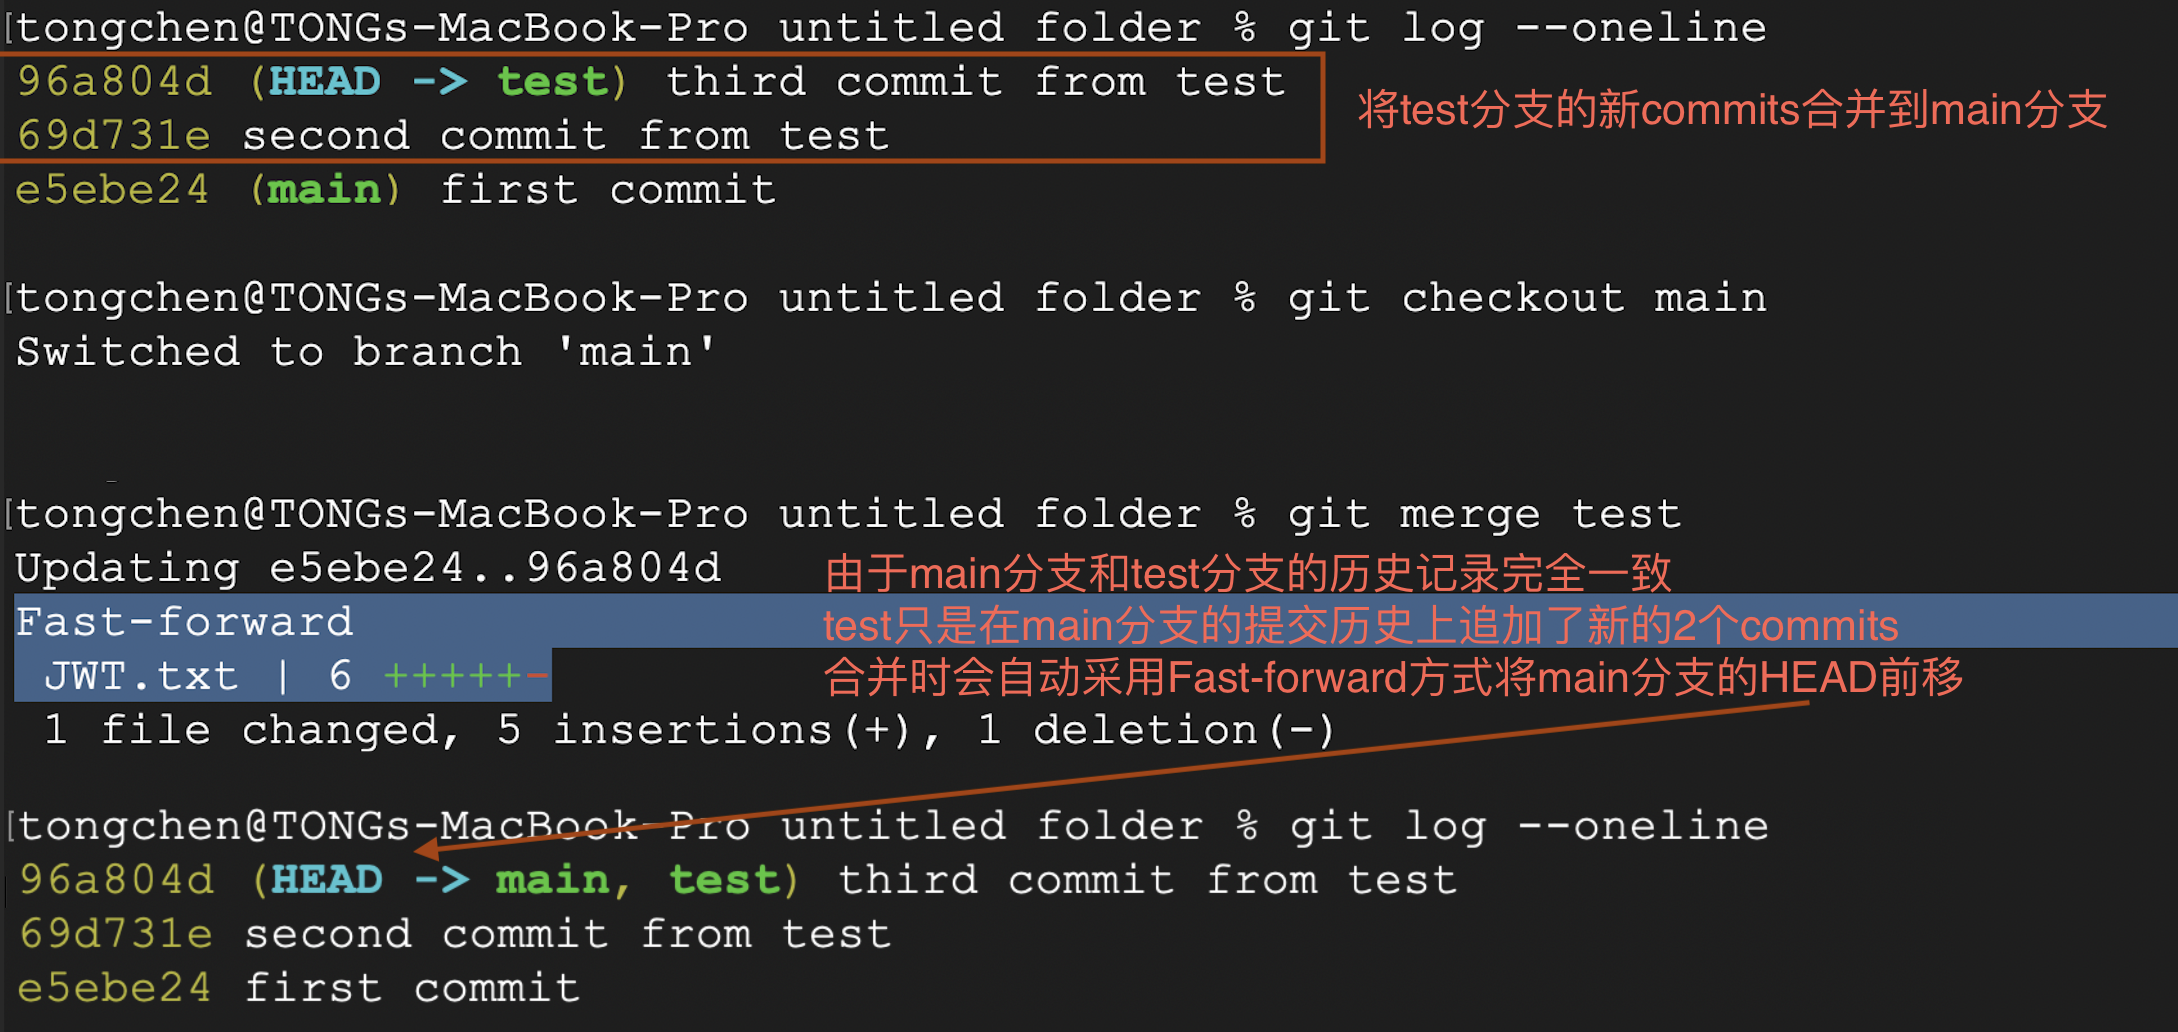 [tongchen@TONGs-MacBook-Pro untitled folder % git log --oneline
96a804d (HEAD -> test) third commit from test
将test分支的新commits合并到main分支
69d731e second commit from test
e5ebe24 (main) first commit
[tongchen@TONGs-MacBook-Pro untitled folder % git checkout main
Switched to branch 'main'
[tongchen@TONGs-MacBook-Pro untitled folder % git merge test
Updating e5ebe24..96a804d
由于main分支和test分支的历史记录完全一致
Fast-forward
test只是在main分支的提交历史上追加了新的2个commits
JWT.txt | 6 +++++-
合并时会自动采用Fast-forward方式将main分支的HEAD前移
1 file changed, 5 insertions(+), 1 deletion(-)
[tongchen@TONGs-MacBook-Pro untitled folder % git log --oneline
96a804d (HEAD -> main, test) third commit from test
69d731e second commit from test
e5ebe24 first commit